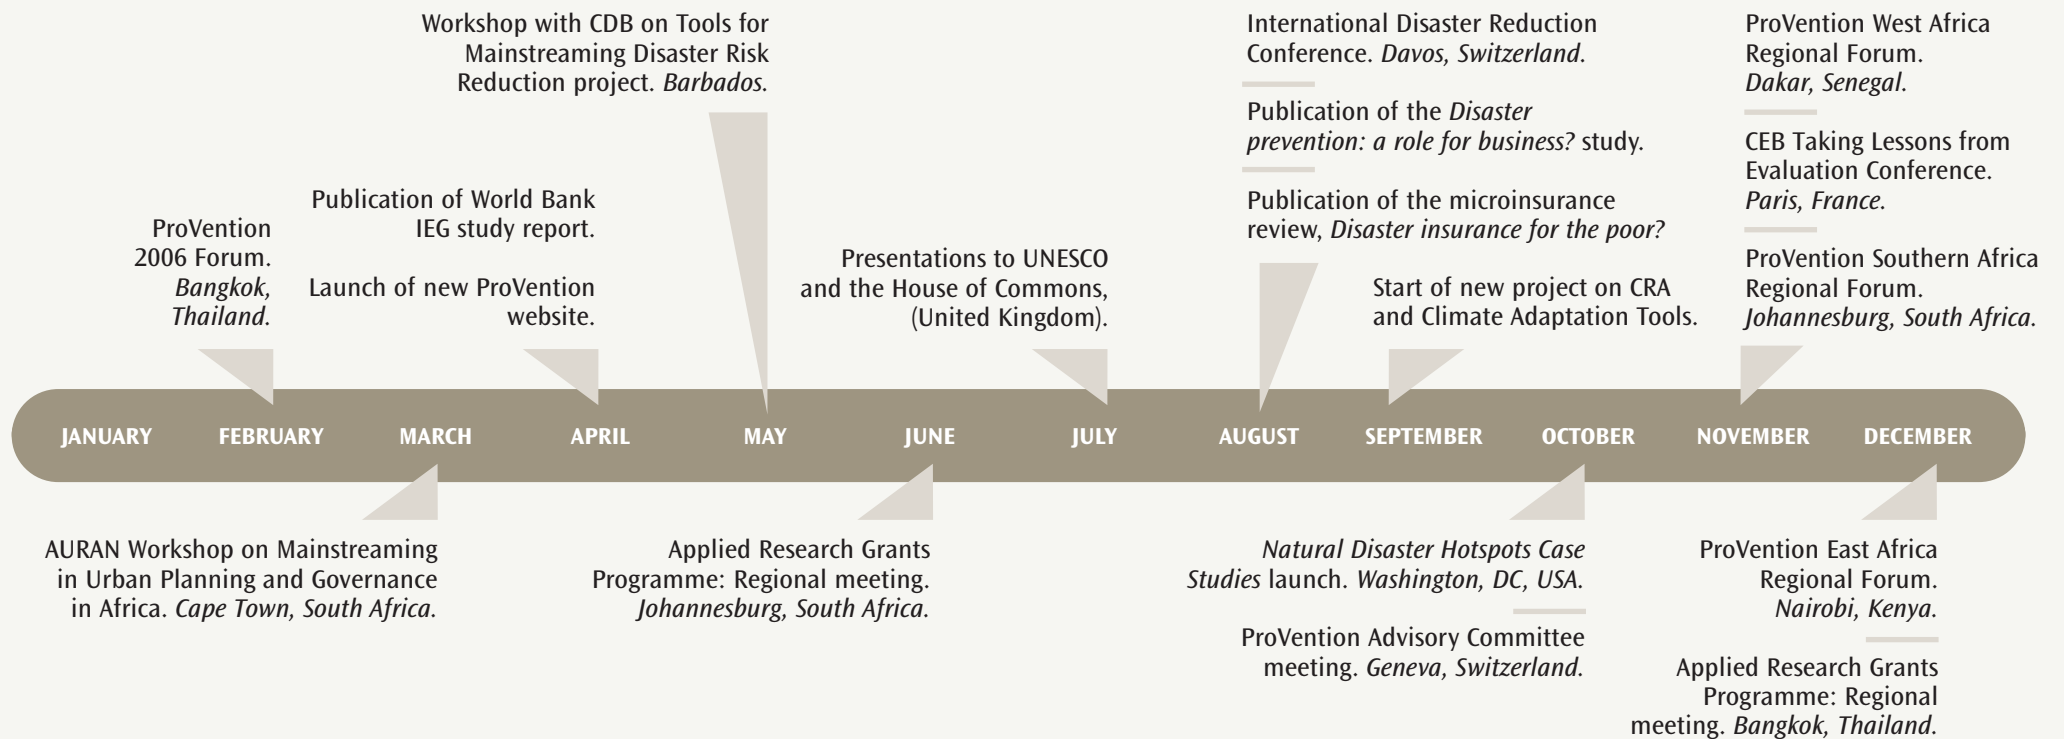 Workshop with CDB on Tools for
Mainstreaming Disaster Risk
Reduction project. Barbados.
International Disaster Reduction
Conference. Davos, Switzerland.
Publication of the Disaster
prevention: a role for business? study.
Publication of the microinsurance
review, Disaster insurance for the poor?
ProVention West Africa
Regional Forum.
Dakar, Senegal.
CEB Taking Lessons from
Evaluation Conference.
Paris, France.
ProVention Southern Africa
Regional Forum.
Johannesburg, South Africa.
ProVention
2006 Forum.
Bangkok,
Thailand.
Publication of World Bank
IEG study report.
Launch of new ProVention
website.
Presentations to UNESCO
and the House of Commons,
(United Kingdom).
Start of new project on CRA
and Climate Adaptation Tools.
JANUARY FEBRUARY MARCH APRIL MAY JUNE JULY AUGUST SEPTEMBER OCTOBER NOVEMBER DECEMBER
AURAN Workshop on Mainstreaming
in Urban Planning and Governance
in Africa. Cape Town, South Africa.
Applied Research Grants
Programme: Regional meeting.
Johannesburg, South Africa.
Natural Disaster Hotspots Case
Studies launch. Washington, DC, USA.
ProVention Advisory Committee
meeting. Geneva, Switzerland.
ProVention East Africa
Regional Forum.
Nairobi, Kenya.
Applied Research Grants
Programme: Regional
meeting. Bangkok, Thailand.